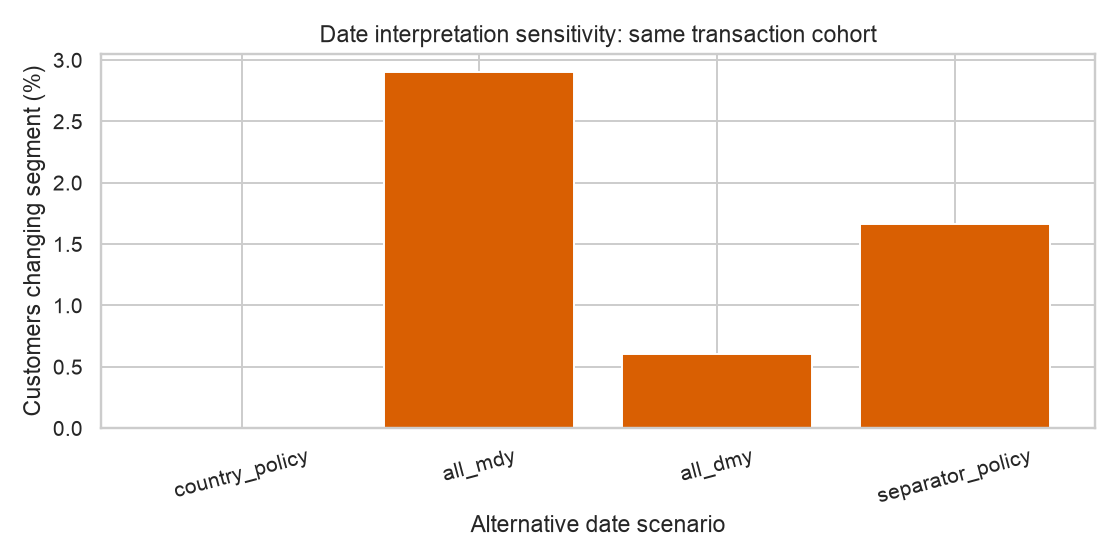 Date interpretation sensitivity: same transaction cohort
Customers changing segment (%)
3.0
2.5
2.0
1.5
1.0
0.5
0.0
country_policy
all_mdy
all_dmy
separator_policy
Alternative date scenario